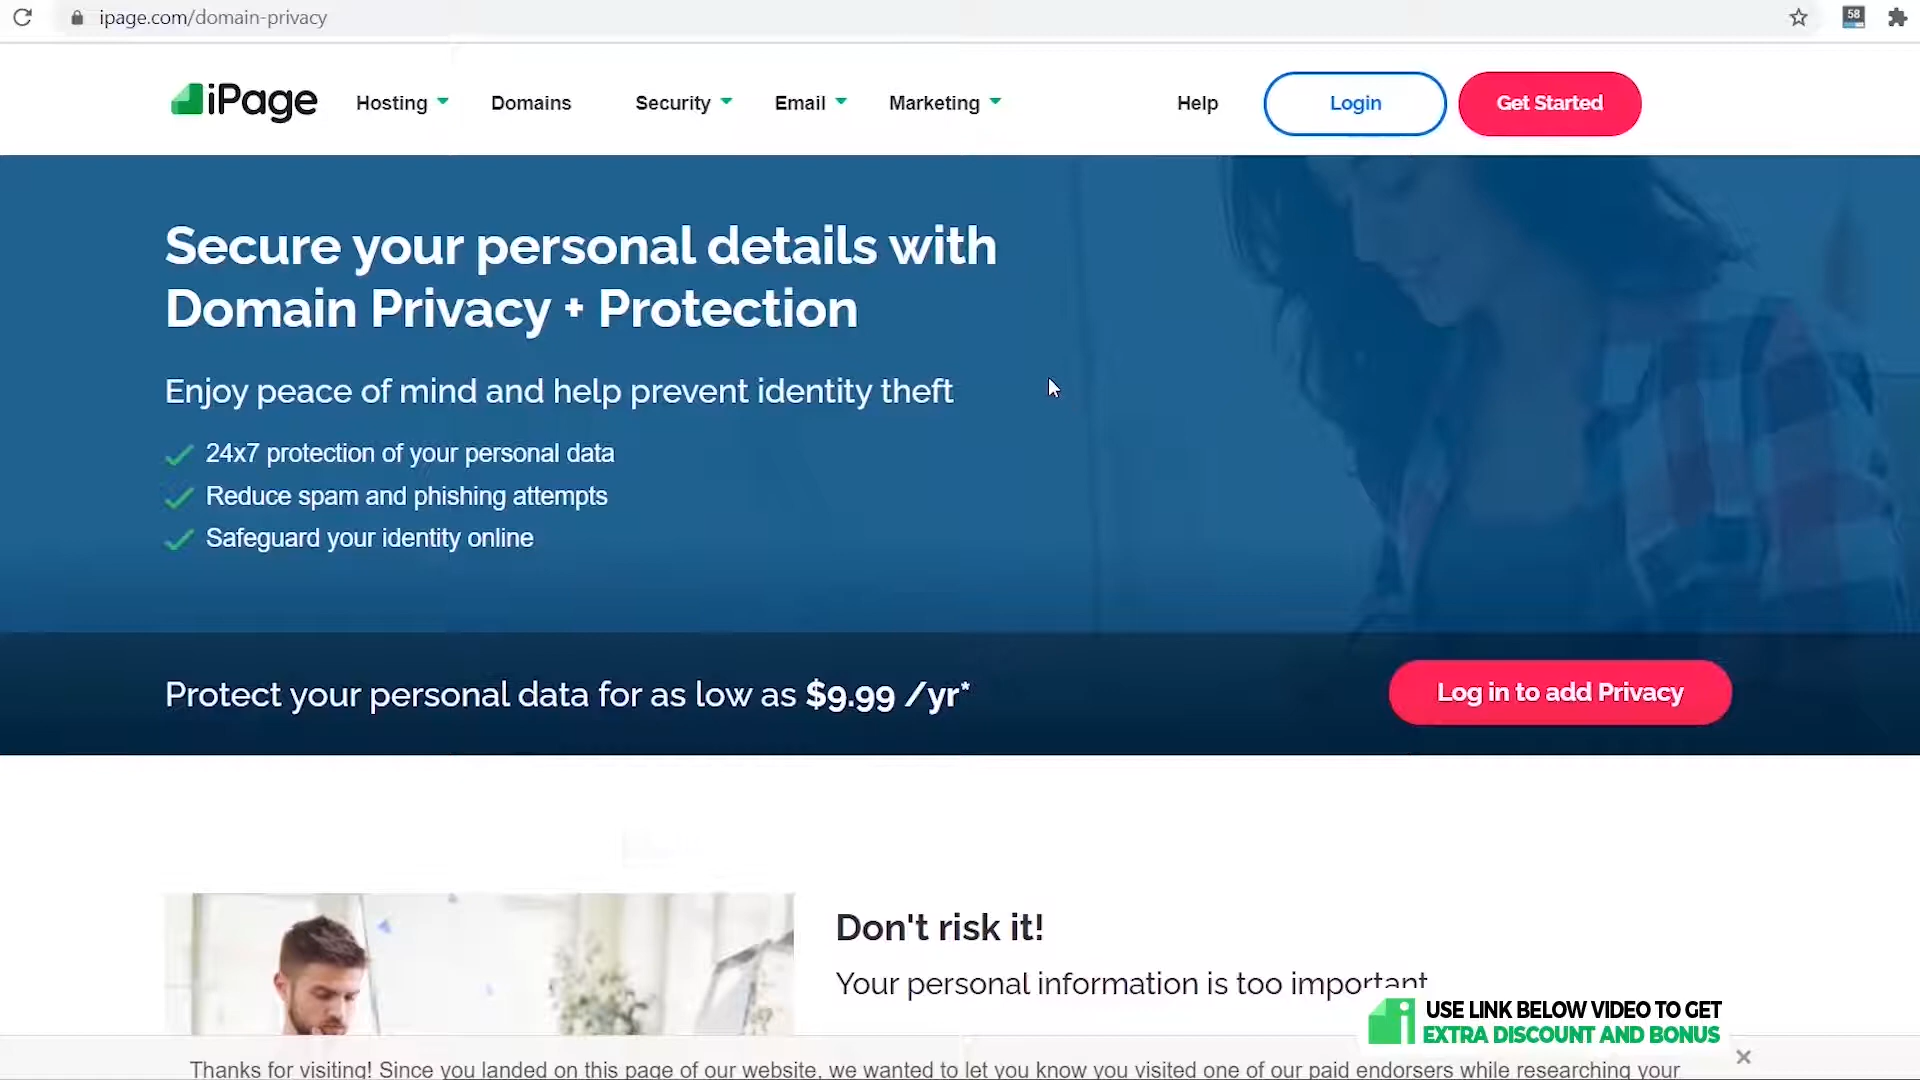 ipage.com/domain-privacy
58
iPage
Hosting Domains Security Email Marketing Help Login Get Started
Secure your personal details with
Domain Privacy + Protection
Enjoy peace of mind and help prevent identity theft
24x7 protection of your personal data
Reduce spam and phishing attempts
Safeguard your identity online
Protect your personal data for as low as $9.99 /yr*
Log in to add Privacy
Don't risk it!
Your personal information is too important
USE LINK BELOW VIDEO TO GET
EXTRA DISCOUNT AND BONUS
Thanks for visiting! Since you landed on this page of our website, we wanted to let you know you visited one of our paid endorsers while researching your